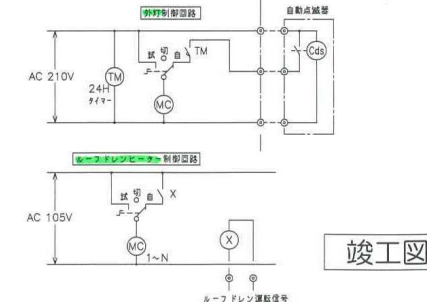 外灯制御回路
自動点滅器
試 切 自 TM
AC 210V
TM
24H
タイマー
Cds
MC
ルーフドレンヒーター制御回路
試 切 自 X
AC 105V
MC
1~N
X
竣工図
ルーフドレン運転信号